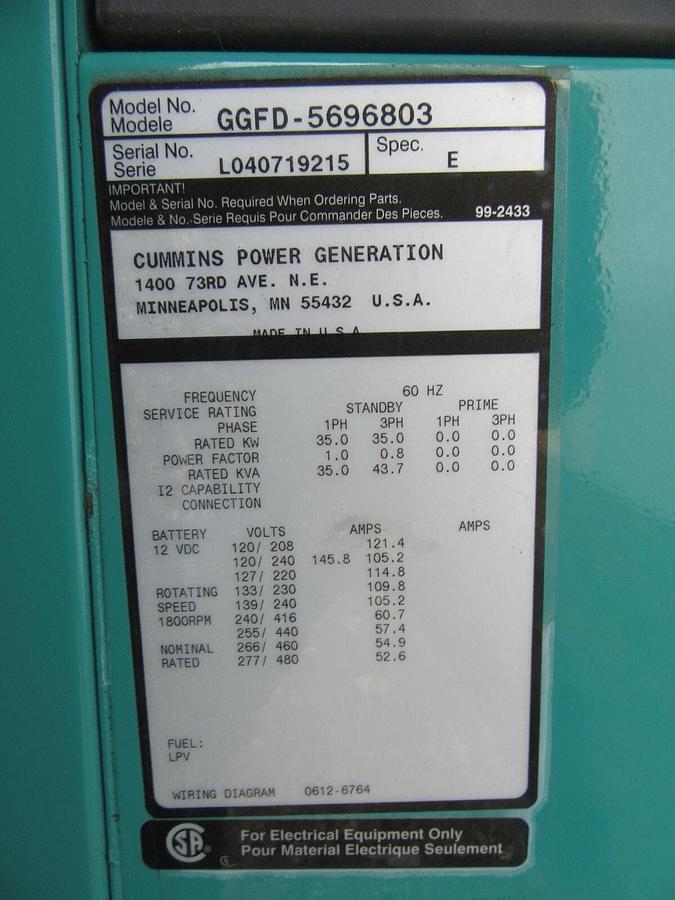 Model No.
Modele GGFD-5696803
Serial No.
Serie L040719215 Spec. E
IMPORTANT!
Model & Serial No. Required When Ordering Parts.
Modele & No. Serie Requis Pour Commander Des Pieces. 99-2433
CUMMINS POWER GENERATION
1400 73RD AVE. N.E.
MINNEAPOLIS, MN 55432 U.S.A.
MADE IN U S A
FREQUENCY 60 HZ
SERVICE RATING STANDBY PRIME
PHASE 1PH 3PH 1PH 3PH
RATED KW 35.0 35.0 0.0 0.0
POWER FACTOR 1.0 0.8 0.0 0.0
RATED KVA 35.0 43.7 0.0 0.0
I2 CAPABILITY
CONNECTION
BATTERY VOLTS AMPS AMPS
12 VDC 120/ 208 121.4
120/ 240 145.8 105.2
127/ 220 114.8
ROTATING 133/ 230 109.8
SPEED 139/ 240 105.2
1800RPM 240/ 416 60.7
255/ 440 57.4
NOMINAL 266/ 460 54.9
RATED 277/ 480 52.6
FUEL:
LPV
WIRING DIAGRAM 0612-6764
SA For Electrical Equipment Only
Pour Material Electrique Seulement